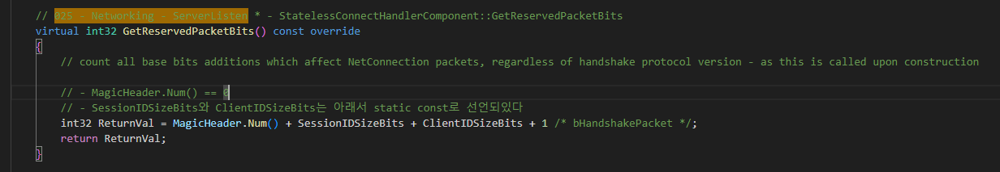 // 025 - Networking - ServerListen * - StatelessConnectHandlerComponent::GetReservedPacketBits
virtual int32 GetReservedPacketBits() const override
{
// count all base bits additions which affect NetConnection packets, regardless of handshake protocol version - as this is called upon construction
// - MagicHeader.Num() == 0
// - SessionIDSizeBits와 ClientIDSizeBits는 아래서 static const로 선언되있다
int32 ReturnVal = MagicHeader.Num() + SessionIDSizeBits + ClientIDSizeBits + 1 /* bHandshakePacket */;
return ReturnVal;
}